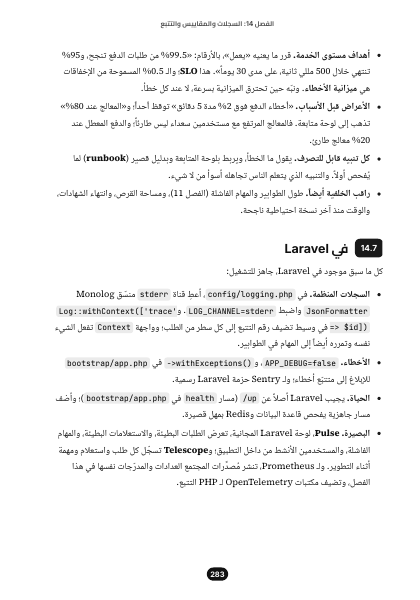 الفصل 14: السجلات والمقاييس والتتبع
• أهداف مستوى الخدمة. قرر ما يعنيه «يعمل»، بالأرقام: «99.5% من طلبات الدفع تنجح، و95%
تنتهي خلال 500 مللي ثانية، على مدى 30 يوماً». هذا SLO؛ والـ 0.5% المسموحة من الإخفاقات
هي ميزانية الأخطاء. ونبّه حين تحترق الميزانية بسرعة، لا عند كل خطأ.
• الأعراض قبل الأسباب. «أخطاء الدفع فوق 2% مدة 5 دقائق» توقظ أحداً؛ و«المعالج عند 80%»
تذهب إلى لوحة متابعة. فالمعالج المرتفع مع مستخدمين سعداء ليس طارئاً؛ والدفع المعطل عند
20% معالج طارئ.
• كل تنبيه قابل للتصرف. يقول ما الخطأ، ويربط بلوحة المتابعة وبدليل قصير (runbook) لما
يُفحص أولاً. والتنبيه الذي يتعلم الناس تجاهله أسوأ من لا شيء.
• راقب الخلفية أيضاً. طول الطوابير والمهام الفاشلة (الفصل 11)، ومساحة القرص، وانتهاء الشهادات،
والوقت منذ آخر نسخة احتياطية ناجحة.
14.7 في Laravel
كل ما سبق موجود في Laravel، جاهز للتشغيل:
• السجلات المنظمة. في config/logging.php، أعطِ قناة stderr منسّق Monolog
JsonFormatter واضبط LOG_CHANNEL=stderr. و Log::withContext(['trace'
=> $id]) في وسيط تضيف رقم التتبع إلى كل سطر من الطلب؛ وواجهة Context تفعل الشيء
نفسه وتمرره أيضاً إلى مهام في الطوابير.
• الأخطاء. APP_DEBUG=false، و ->withExceptions() في bootstrap/app.php
للإبلاغ إلى متتبّع أخطاء؛ ولـ Sentry حزمة Laravel رسمية.
• الحياة. يجيب Laravel أصلاً عن /up (مسار health في bootstrap/app.php)؛ وأضف
مسار جاهزية يفحص قاعدة البيانات وRedis بمهل قصيرة.
• البصيرة. Pulse، لوحة Laravel المجانية، تعرض الطلبات البطيئة، والاستعلامات البطيئة، والمهام
الفاشلة، والمستخدمين الأنشط من داخل التطبيق؛ وTelescope تسجّل كل طلب واستعلام ومهمة
أثناء التطوير. ولـ Prometheus، تنشر مُصدِّرات المجتمع العدادات والمدرّجات نفسها في هذا
الفصل، وتضيف مكتبات OpenTelemetry لـ PHP التتبع.
283